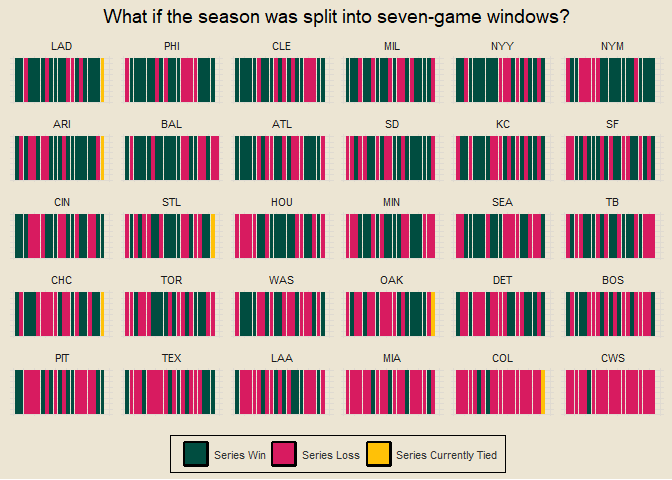 What if the season was split into seven-game windows?
LAD PHI CLE MIL NYY NYM
ARI BAL ATL SD KC SF
CIN STL HOU MIN SEA TB
CHC TOR WAS OAK DET BOS
PIT TEX LAA MIA COL CWS
Series Win Series Loss Series Currently Tied